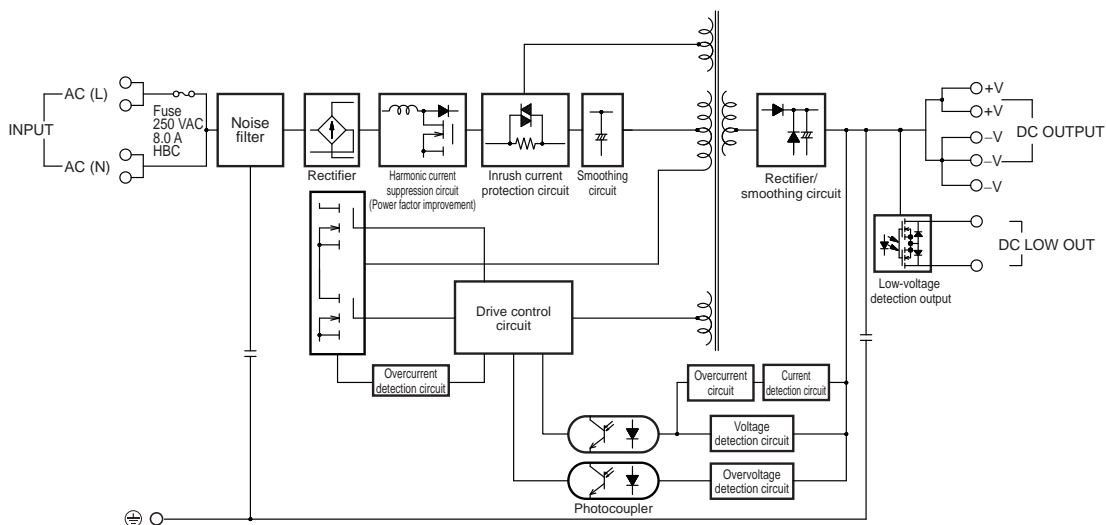 INPUT
AC (L)
AC (N)
Fuse
250 VAC
8.0 A
HBC
Noise
filter
Rectifier
Harmonic current
suppression circuit
(Power factor improvement)
Inrush current
protection circuit
Smoothing
circuit
Rectifier/
smoothing circuit
+V
+V
−V
−V
−V
DC OUTPUT
DC LOW OUT
Low-voltage
detection output
Drive control
circuit
Overcurrent
detection circuit
Overcurrent
circuit
Current
detection circuit
Voltage
detection circuit
Overvoltage
detection circuit
Photocoupler